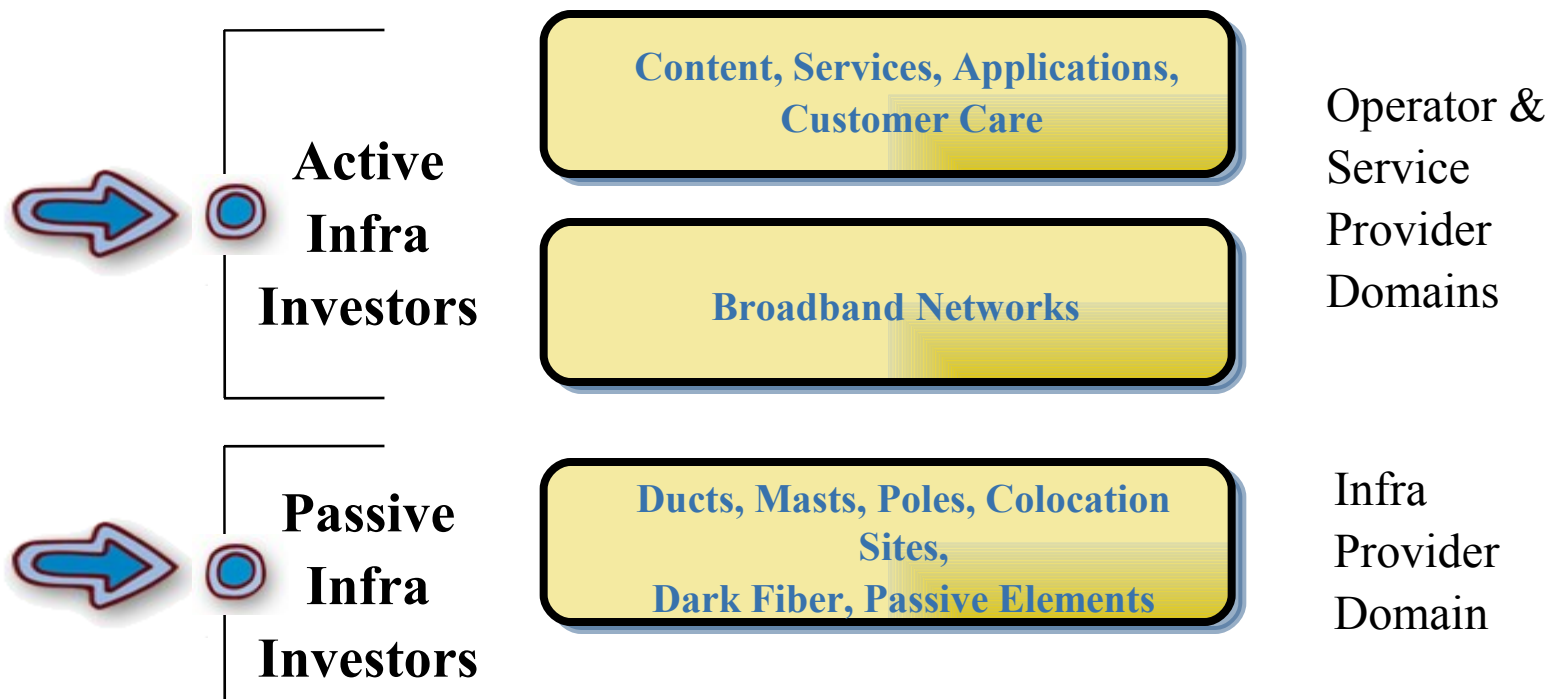 Active
Infra
Investors
Content, Services, Applications,
Customer Care
Broadband Networks
Operator &
Service
Provider
Domains
Passive
Infra
Investors
Ducts, Masts, Poles, Colocation
Sites,
Dark Fiber, Passive Elements
Infra
Provider
Domain